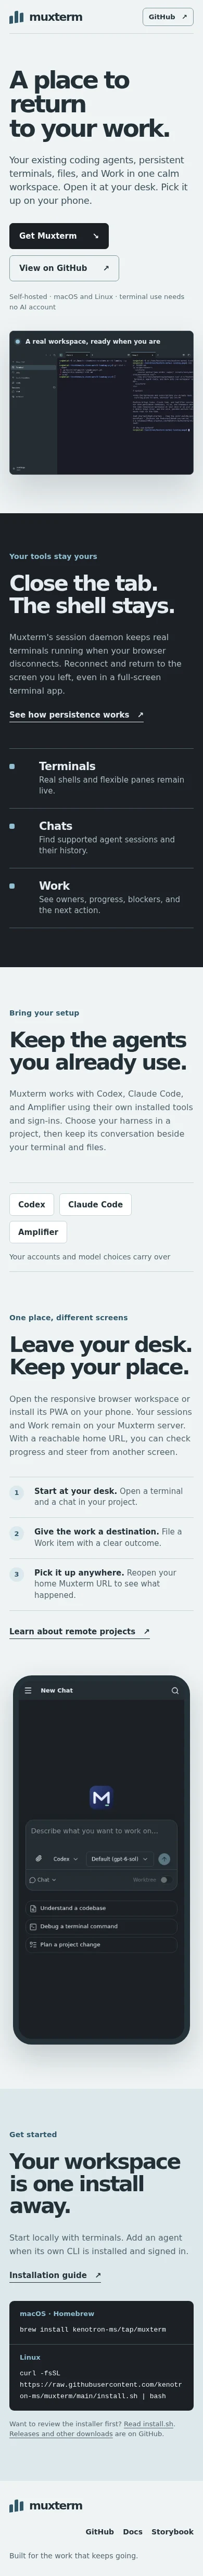 muxterm
GitHub ↗
A place to
return
to your work.
Your existing coding agents, persistent
terminals, files, and Work in one calm
workspace. Open it at your desk. Pick it
up on your phone.
Get Muxterm ↘
View on GitHub ↗
Self-hosted · macOS and Linux · terminal use needs
no AI account
A real workspace, ready when you are
Your tools stay yours
Close the tab.
The shell stays.
Muxterm's session daemon keeps real
terminals running when your browser
disconnects. Reconnect and return to the
screen you left, even in a full-screen
terminal app.
See how persistence works ↗
Terminals
Real shells and flexible panes remain
live.
Chats
Find supported agent sessions and
their history.
Work
See owners, progress, blockers, and
the next action.
Bring your setup
Keep the agents
you already use.
Muxterm works with Codex, Claude Code,
and Amplifier using their own installed tools
and sign-ins. Choose your harness in a
project, then keep its conversation beside
your terminal and files.
Codex
Claude Code
Amplifier
Your accounts and model choices carry over
One place, different screens
Leave your desk.
Keep your place.
Open the responsive browser workspace or
install its PWA on your phone. Your sessions
and Work remain on your Muxterm server.
With a reachable home URL, you can check
progress and steer from another screen.
1 Start at your desk. Open a terminal
and a chat in your project.
2 Give the work a destination. File a
Work item with a clear outcome.
3 Pick it up anywhere. Reopen your
home Muxterm URL to see what
happened.
Learn about remote projects ↗
New Chat
Describe what you want to work on...
Codex
Default (gpt-6-sol)
Chat
Worktree
Understand a codebase
Debug a terminal command
Plan a project change
Get started
Your workspace
is one install
away.
Start locally with terminals. Add an agent
when its own CLI is installed and signed in.
Installation guide ↗
macOS · Homebrew
brew install kenotron-ms/tap/muxterm
Linux
curl -fsSL
https://raw.githubusercontent.com/kenotr
on-ms/muxterm/main/install.sh | bash
Want to review the installer first? Read install.sh.
Releases and other downloads are on GitHub.
muxterm
GitHub Docs Storybook
Built for the work that keeps going.